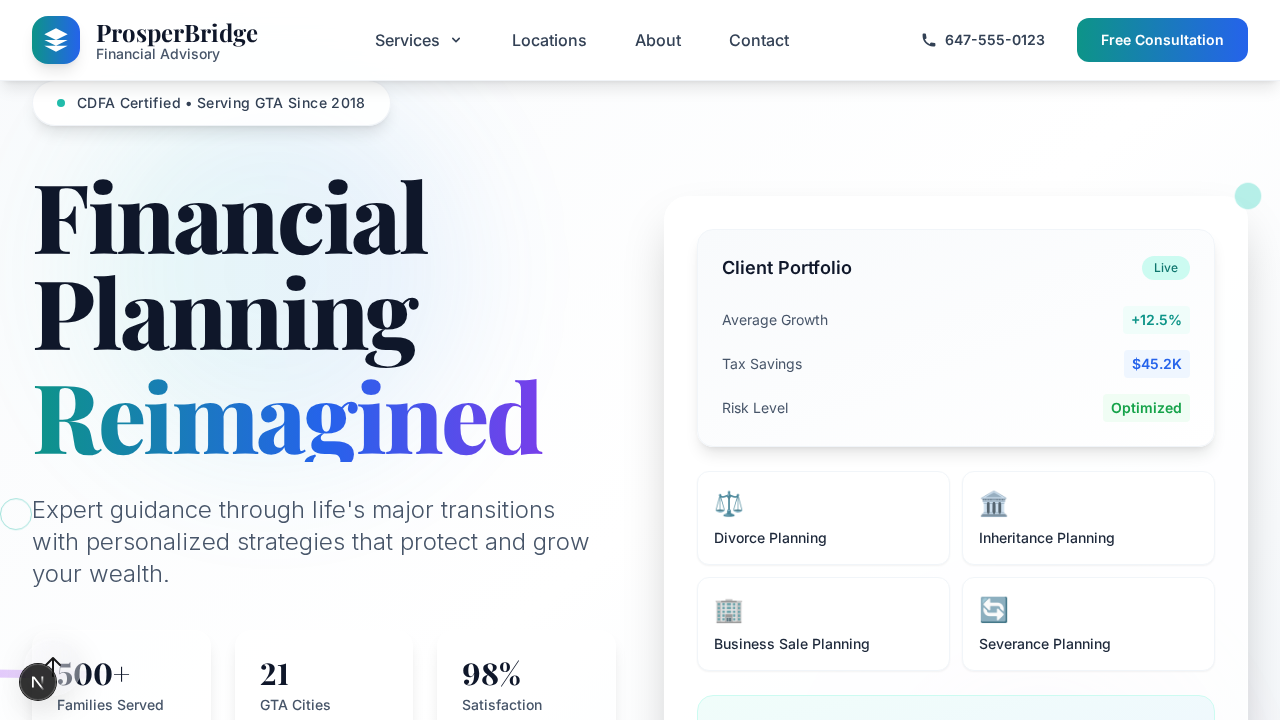 ProsperBridge
Financial Advisory
Services
Locations
About
Contact
647-555-0123
Free Consultation
CDFA Certified • Serving GTA Since 2018
Financial
Planning
Reimagined
Expert guidance through life's major transitions
with personalized strategies that protect and grow
your wealth.
500+
Families Served
21
GTA Cities
98%
Satisfaction
N
Client Portfolio
Live
Average Growth
+12.5%
Tax Savings
$45.2K
Risk Level
Optimized
Divorce Planning
Inheritance Planning
Business Sale Planning
Severance Planning